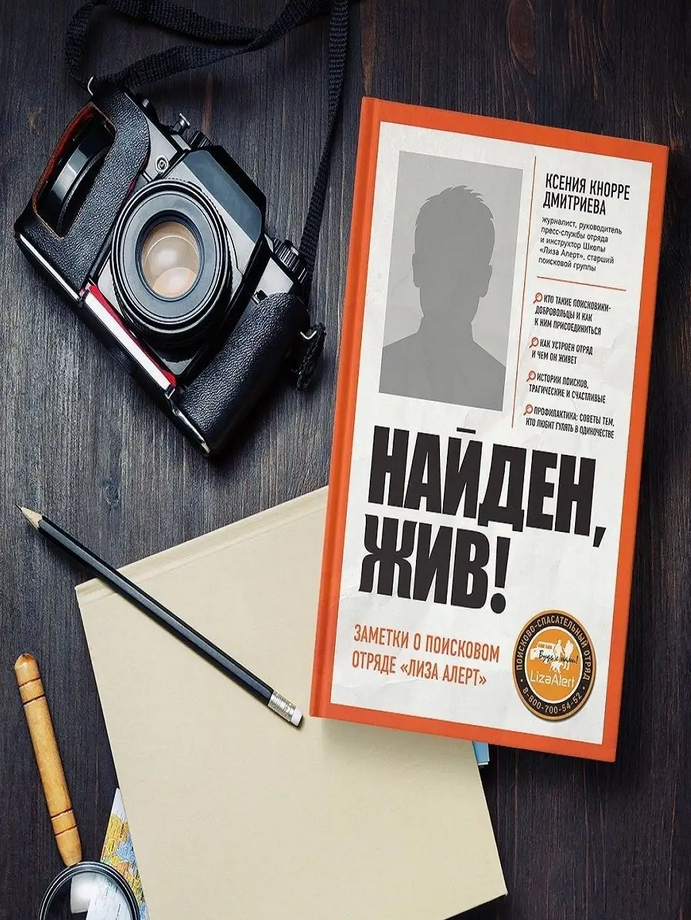 КСЕНИЯ КНОРРЕ
ДМИТРИЕВА
журналист, руководитель
пресс-службы отряда
и инструктор Школы
«Лиза Алерт», старший
поисковой группы
КТО ТАКИЕ ПОИСКОВИКИ-
ДОБРОВОЛЬЦЫ И КАК
К НИМ ПРИСОЕДИНИТЬСЯ
КАК УСТРОЕН ОТРЯД
И ЧЕМ ОН ЖИВЕТ
ИСТОРИИ ПОИСКОВ,
ТРАГИЧЕСКИЕ И СЧАСТЛИВЫЕ
ПРОФИЛАКТИКА: СОВЕТЫ ТЕМ,
КТО ЛЮБИТ ГУЛЯТЬ В ОДИНОЧЕСТВЕ
НАЙДЕН,
ЖИВ!
ЗАМЕТКИ О ПОИСКОВОМ
ОТРЯДЕ «ЛИЗА АЛЕРТ»
ПОИСКОВО-СПАСАТЕЛЬНЫЙ ОТРЯД
LizaAlert
8-800-700-54-52